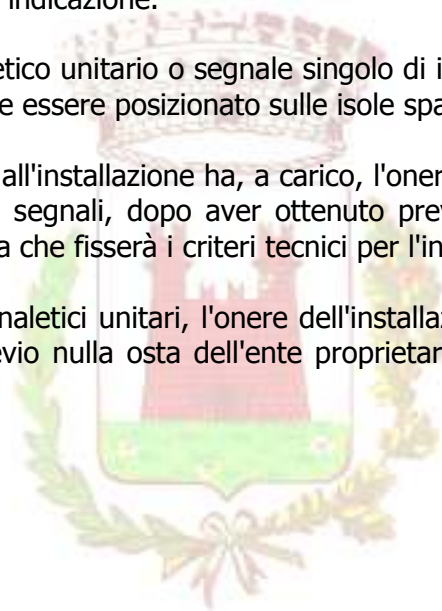 indicazione.
etico unitario o segnale singolo di i
e essere posizionato sulle isole spa
all'installazione ha, a carico, l'oner
segnali, dopo aver ottenuto prev
a che fisserà i criteri tecnici per l'in
naletici unitari, l'onere dell'installaz
evio nulla osta dell'ente proprietar